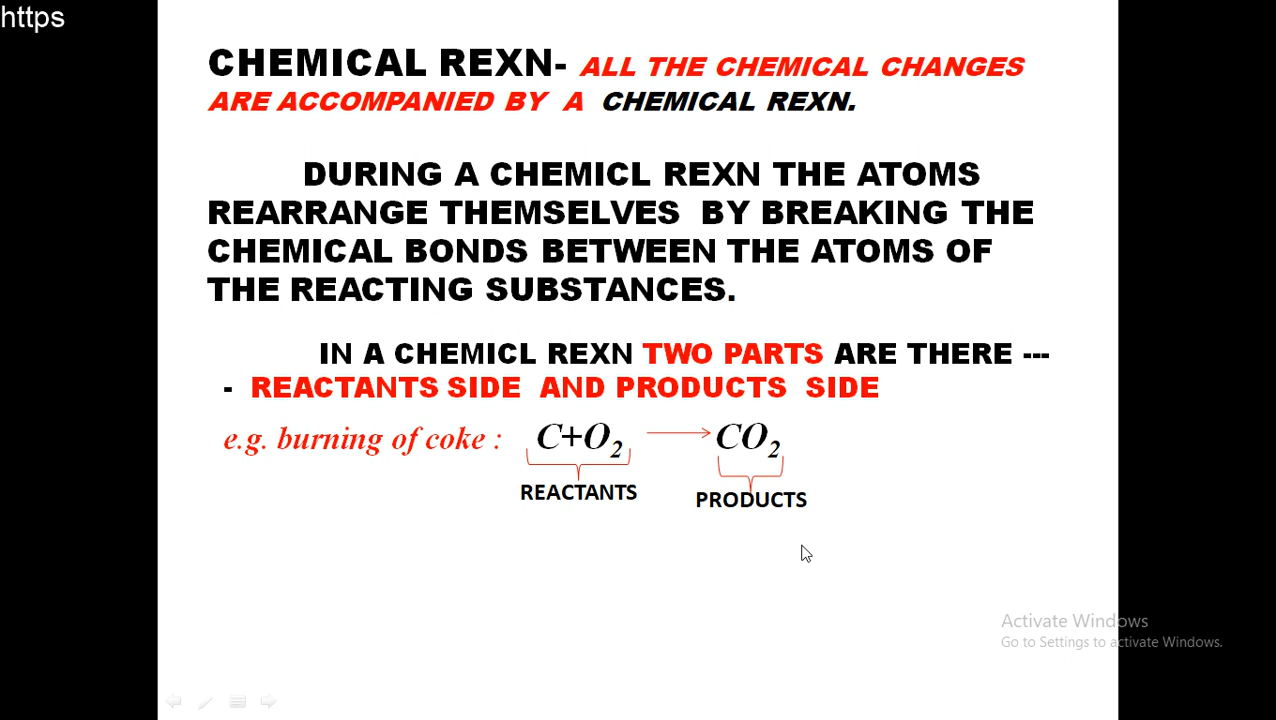 https
CHEMICAL REXN- ALL THE CHEMICAL CHANGES
ARE ACCOMPANIED BY A CHEMICAL REXN.
DURING A CHEMICL REXN THE ATOMS
REARRANGE THEMSELVES BY BREAKING THE
CHEMICAL BONDS BETWEEN THE ATOMS OF
THE REACTING SUBSTANCES.
IN A CHEMICL REXN TWO PARTS ARE THERE ---
- REACTANTS SIDE AND PRODUCTS SIDE
e.g. burning of coke : C+O₂ → CO₂
REACTANTS PRODUCTS
Activate Windows
Go to Settings to activate Windows.